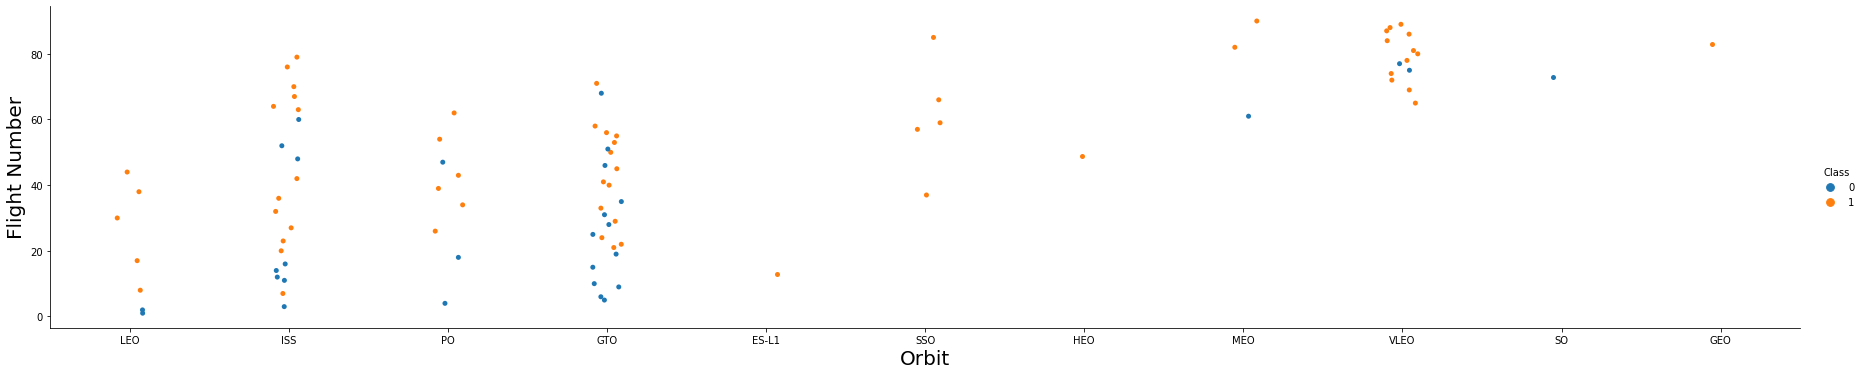 Flight Number
80
60
40
20
0
LEO ISS PO GTO ES-L1 SSO HEO MEO VLEO SO GEO
Orbit
Class
0
1